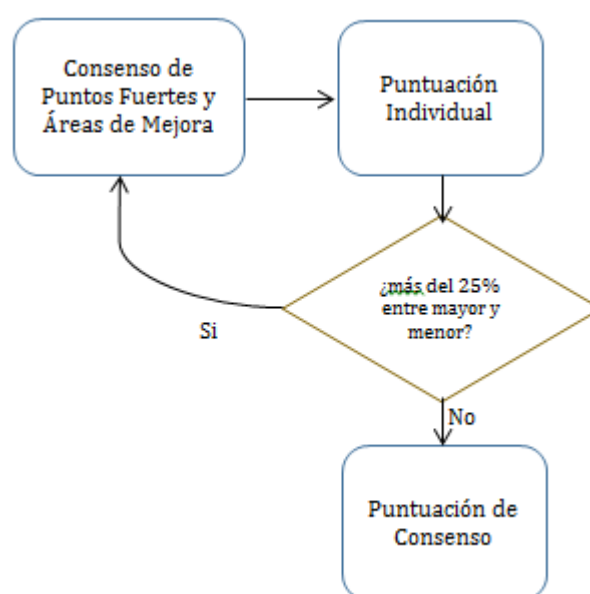 Consenso de
Puntos Fuertes y
Áreas de Mejora
Puntuación
Individual
¿más del 25%
entre mayor y
menor?
Si
No
Puntuación de
Consenso